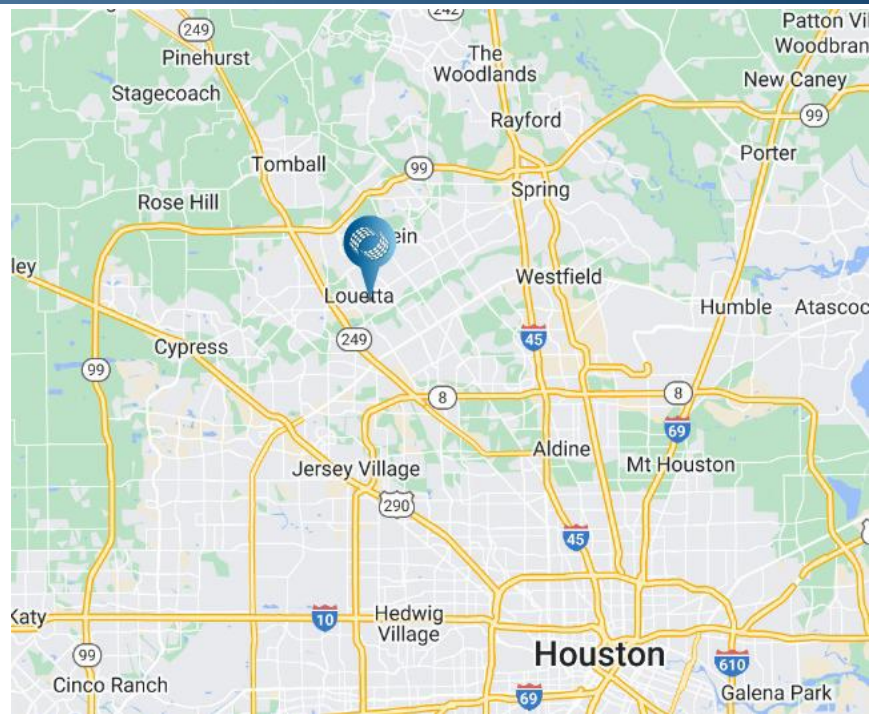 242
249
Patton Vil
Woodbran
Pinehurst
The
Woodlands
New Caney
Stagecoach
99
Rayford
Porter
Tomball
99
Spring
Rose Hill
ein
ley
Westfield
Louetta
Humble
Atascoc
249
45
Cypress
99
8
8
69
Aldine
Mt Houston
Jersey Village
290
45
Katy
10
Hedwig
Village
99
Houston
610
Cinco Ranch
69
Galena Park